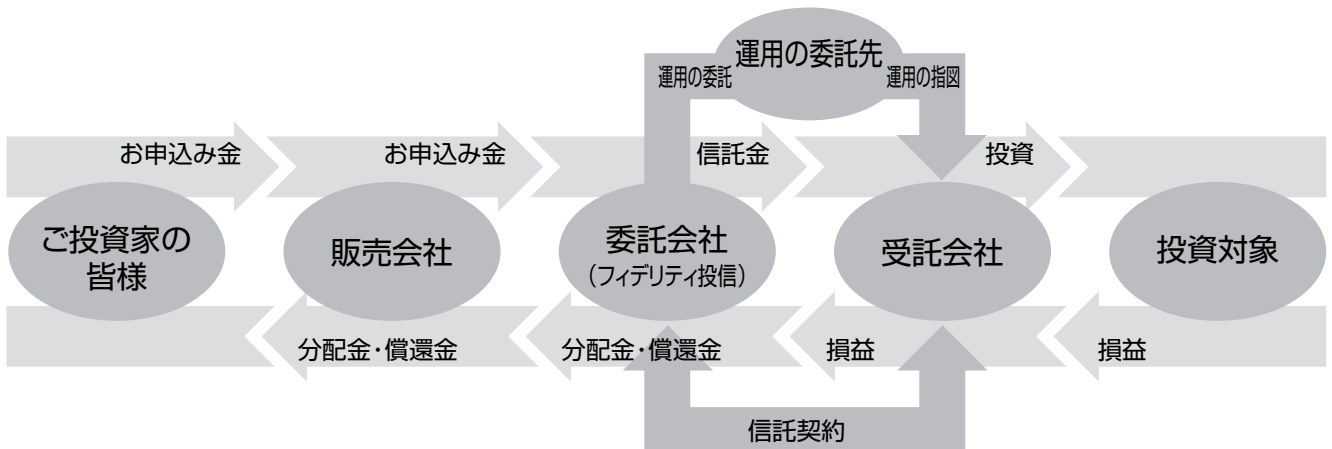 運用の委託先
運用の委託
運用の指図
お申込み金
お申込み金
信託金
投資
ご投資家の
皆様
販売会社
委託会社
(フィデリティ投信)
受託会社
投資対象
分配金・償還金
分配金・償還金
損益
損益
信託契約